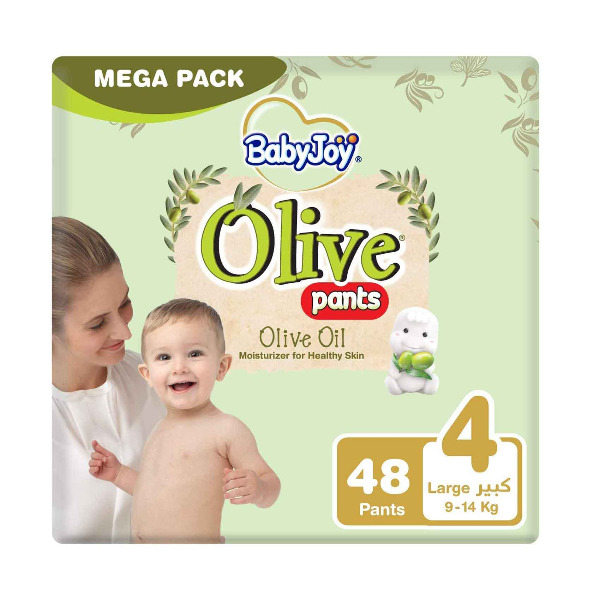 MEGA PACK
BabyJoy®
Olive®
pants
Olive Oil
Moisturizer for Healthy Skin
48
Pants
4
Large كبير
9-14 Kg